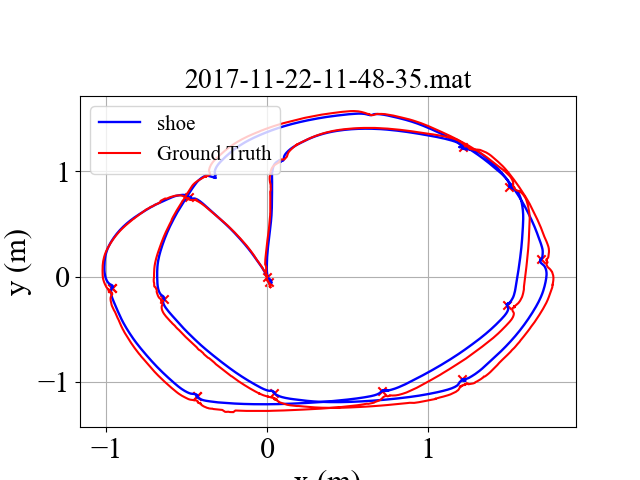 2017-11-22-11-48-35.mat
shoe
Ground Truth
1
0
−1
y (m)
−1
0
1
x (m)